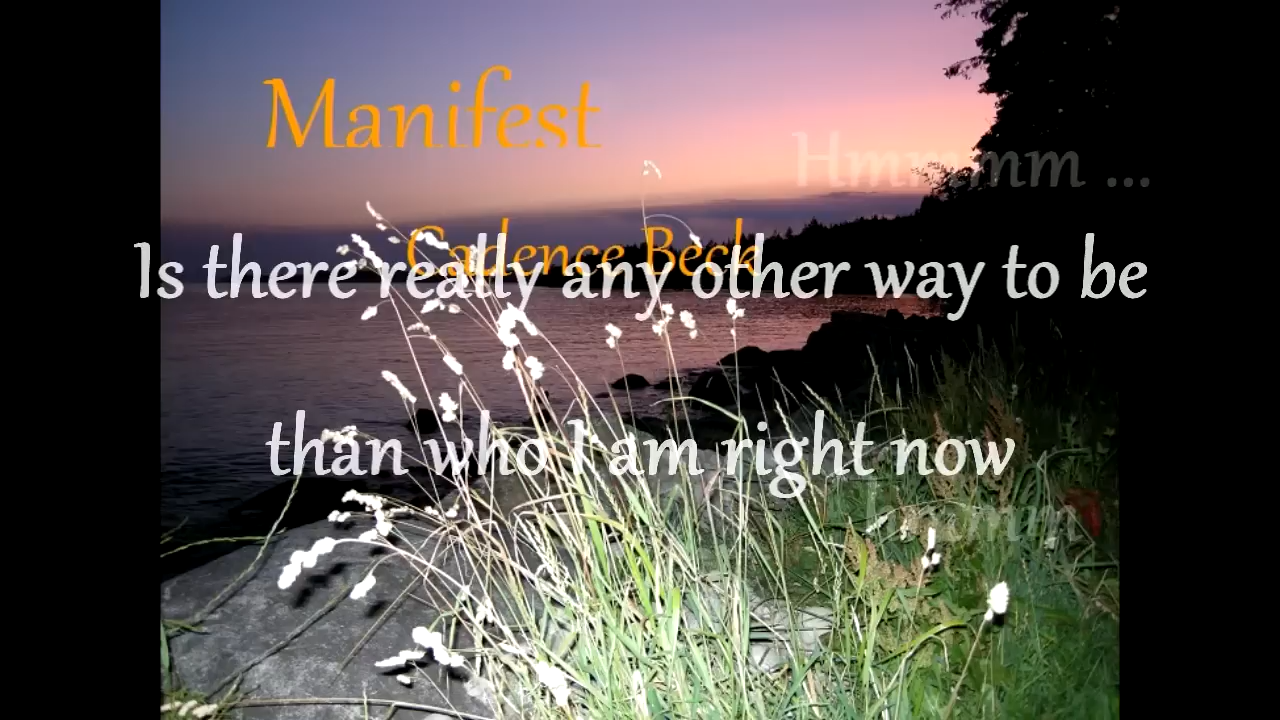 Manifest
Hmmmm ...
Cadence Beck
Is there really any other way to be
than who I am right now